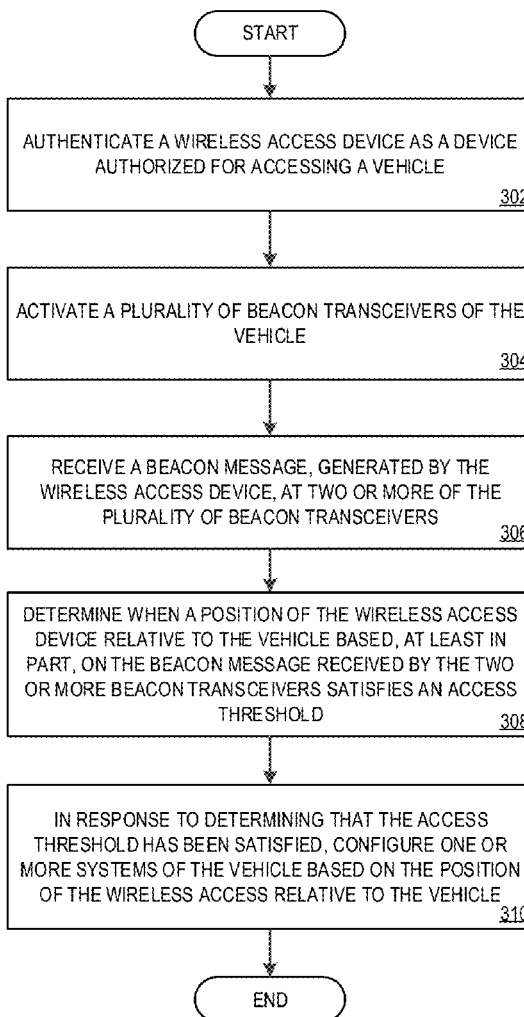 START
AUTHENTICATE A WIRELESS ACCESS DEVICE AS A DEVICE
AUTHORIZED FOR ACCESSING A VEHICLE
302
ACTIVATE A PLURALITY OF BEACON TRANSCEIVERS OF THE
VEHICLE
304
RECEIVE A BEACON MESSAGE, GENERATED BY THE
WIRELESS ACCESS DEVICE, AT TWO OR MORE OF THE
PLURALITY OF BEACON TRANSCEIVERS
306
DETERMINE WHEN A POSITION OF THE WIRELESS ACCESS
DEVICE RELATIVE TO THE VEHICLE BASED, AT LEAST IN
PART, ON THE BEACON MESSAGE RECEIVED BY THE TWO
OR MORE BEACON TRANSCEIVERS SATISFIES AN ACCESS
THRESHOLD
308
IN RESPONSE TO DETERMINING THAT THE ACCESS
THRESHOLD HAS BEEN SATISFIED, CONFIGURE ONE OR
MORE SYSTEMS OF THE VEHICLE BASED ON THE POSITION
OF THE WIRELESS ACCESS RELATIVE TO THE VEHICLE
310
END